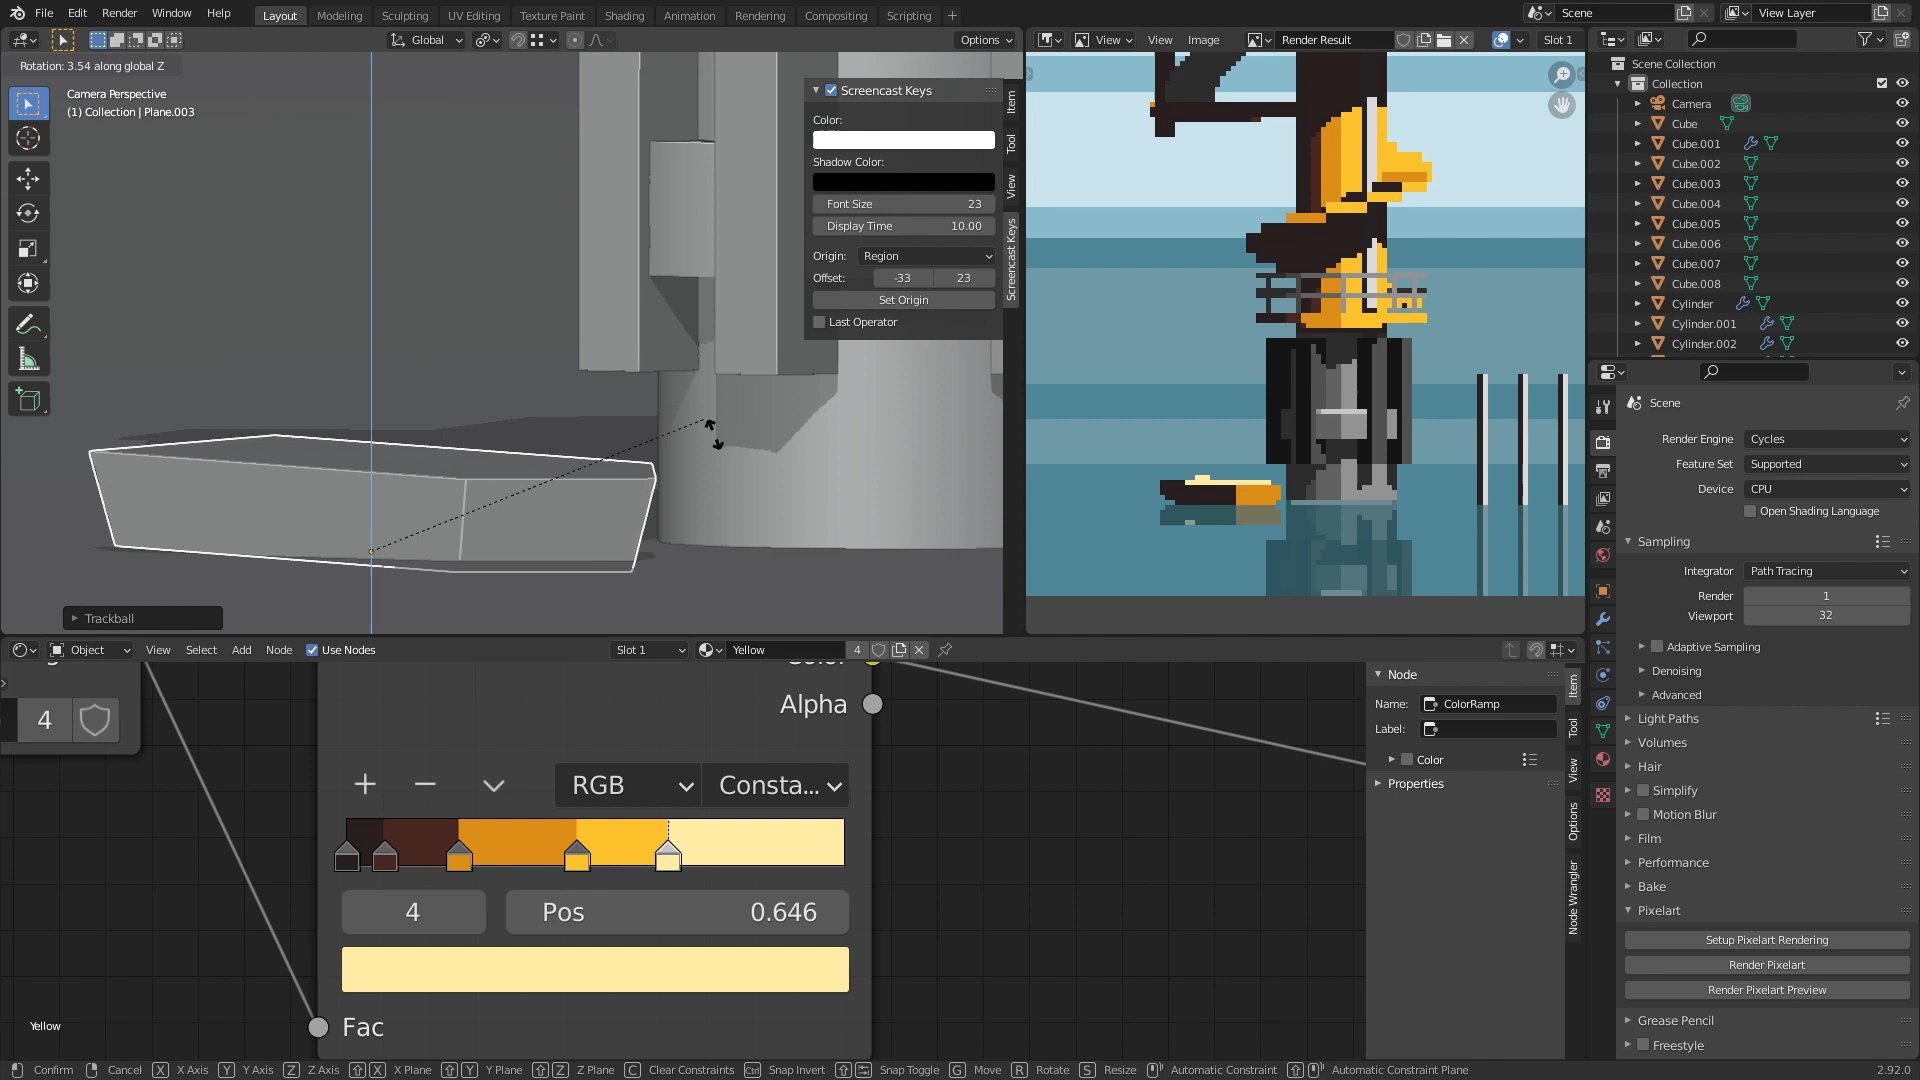 File Edit Render Window Help Layout Modeling Sculpting UV Editing Texture Paint Shading Animation Rendering Compositing Scripting Scene View Layer
Global Options View View Image Render Result Slot 1
Rotation: 3.54 along global Z
Camera Perspective
(1) Collection | Plane.003
Screencast Keys
Color:
Shadow Color:
Font Size 23
Display Time 10.00
Origin: Region
Offset: -33 23
Set Origin
Last Operator
Item
Tool
View
Screencast Keys
Trackball
Scene Collection
Collection
Camera
Cube
Cube.001
Cube.002
Cube.003
Cube.004
Cube.005
Cube.006
Cube.007
Cube.008
Cylinder
Cylinder.001
Cylinder.002
Scene
Render Engine Cycles
Feature Set Supported
Device CPU
Open Shading Language
Sampling
Integrator Path Tracing
Render 1
Viewport 32
Adaptive Sampling
Denoising
Advanced
Light Paths
Volumes
Hair
Simplify
Motion Blur
Film
Performance
Bake
Pixelart
Setup Pixelart Rendering
Render Pixelart
Render Pixelart Preview
Grease Pencil
Freestyle
Object View Select Add Node Use Nodes Slot 1 Yellow 4
4
Color
Alpha
RGB Consta...
4 Pos 0.646
Fac
Yellow
Node
Name: ColorRamp
Label:
Color
Properties
Item
Tool
View
Options
Node Wrangler
Confirm Cancel X X Axis Y Y Axis Z Z Axis X X Plane Y Y Plane Z Z Plane C Clear Constraints Ctrl Snap Invert Snap Toggle G Move R Rotate S Resize Automatic Constraint Automatic Constraint Plane 2.92.0